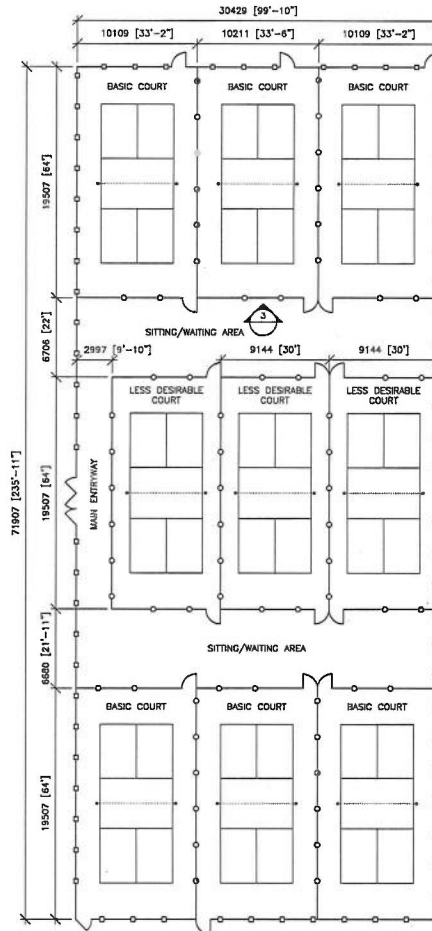 30429 [99'-10"]
10109 [33'-2"]
10211 [33'-6"]
10109 [33'-2"]
BASIC COURT
BASIC COURT
BASIC COURT
19507 [64']
3
SITTING/WAITING AREA
6706 [22']
2997 [9'-10"]
9144 [30']
9144 [30']
LESS DESIRABLE
COURT
LESS DESIRABLE
COURT
LESS DESIRABLE
COURT
71907 [235'-11"]
19507 [64']
MAIN ENTRYWAY
SITTING/WAITING AREA
6680 [21'-11"]
BASIC COURT
BASIC COURT
BASIC COURT
19507 [64']